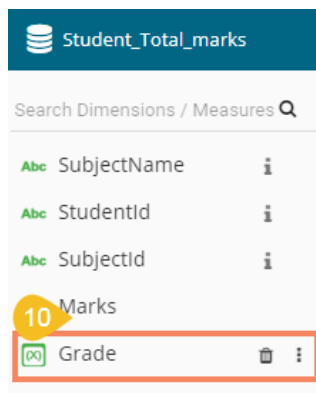 Student_Total_marks
Search Dimensions / Measures
Abc SubjectName i
Abc StudentId i
Abc SubjectId i
Marks
10
(x) Grade